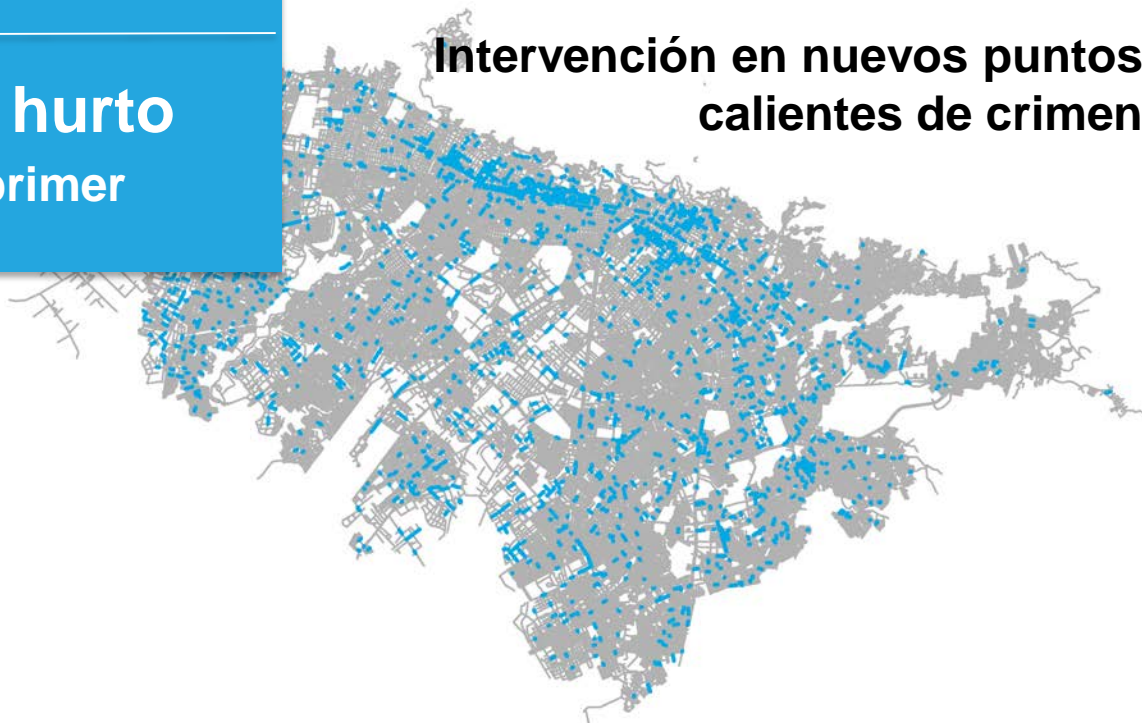 hurto
primer
Intervención en nuevos puntos
calientes de crimen